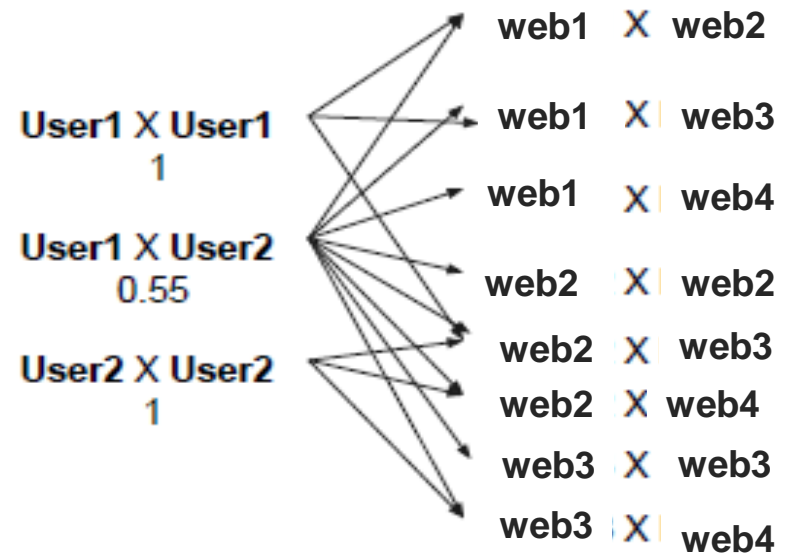 User1 X User1
1
User1 X User2
0.55
User2 X User2
1
web1 X web2
web1 X web3
web1 X web4
web2 X web2
web2 X web3
web2 X web4
web3 X web3
web3 X web4